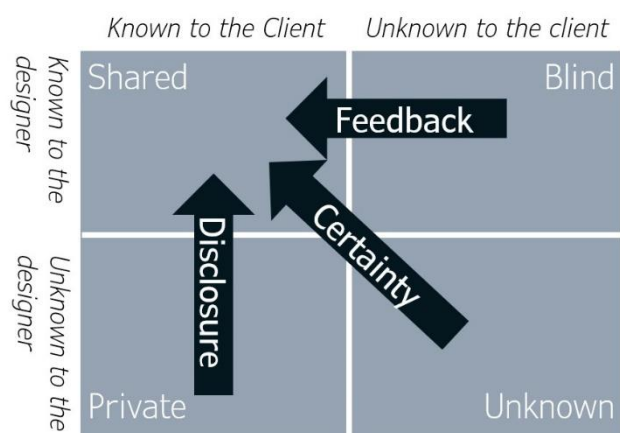 Known to the Client
Unknown to the client
Known to the
designer
Shared
Blind
Feedback
Certainty
Disclosure
Unknown to the
designer
Private
Unknown